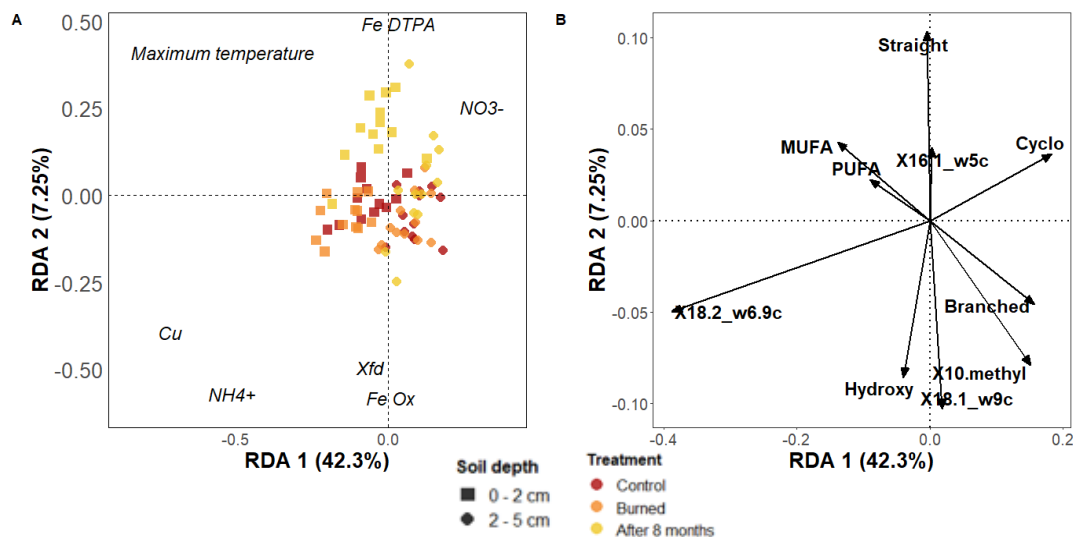 A
0.50
0.25
0.00
-0.25
-0.50
RDA 2 (7.25%)
Fe DTPA
Maximum temperature
NO3-
Cu
Xfd
NH4+
Fe Ox
-0.5
0.0
RDA 1 (42.3%)
B
0.10
0.05
0.00
-0.05
-0.10
RDA 2 (7.25%)
Straight
MUFA
X16.1_w5c
Cyclo
PUFA
X18.2_w6.9c
Branched
X10.methyl
Hydroxy
X18.1_w9c
-0.4
-0.2
0.0
0.2
RDA 1 (42.3%)
Soil depth
0 - 2 cm
2 - 5 cm
Treatment
Control
Burned
After 8 months